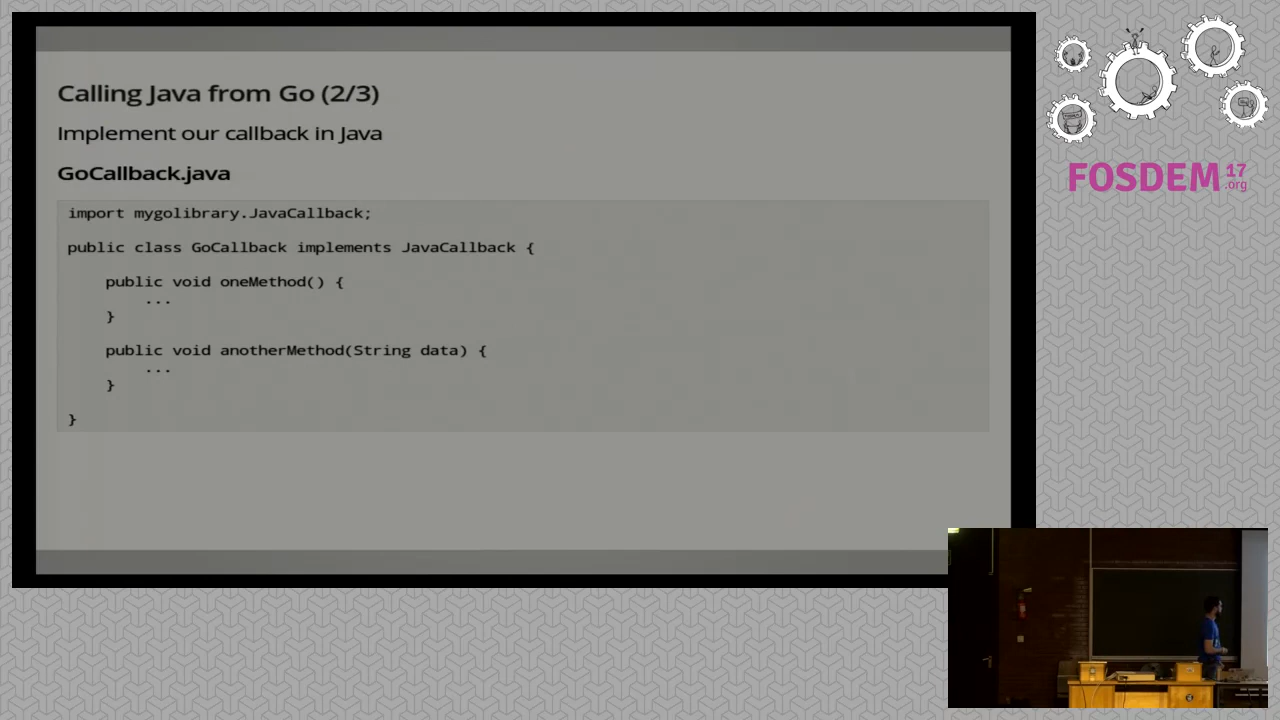 Calling Java from Go (2/3)
Implement our callback in Java
GoCallback.java
import mygolibrary.JavaCallback;
public class GoCallback implements JavaCallback {
public void oneMethod() {
...
}
public void anotherMethod(String data) {
...
}
}
FOSDEM 17
.org